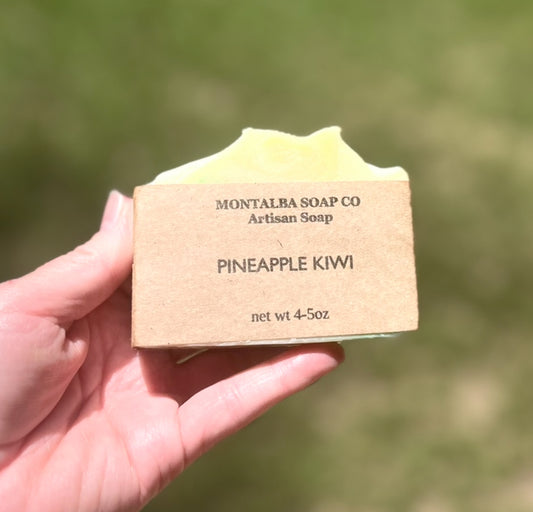 MONTALBA SOAP CO
Artisan Soap
PINEAPPLE KIWI
net wt 4-5oz